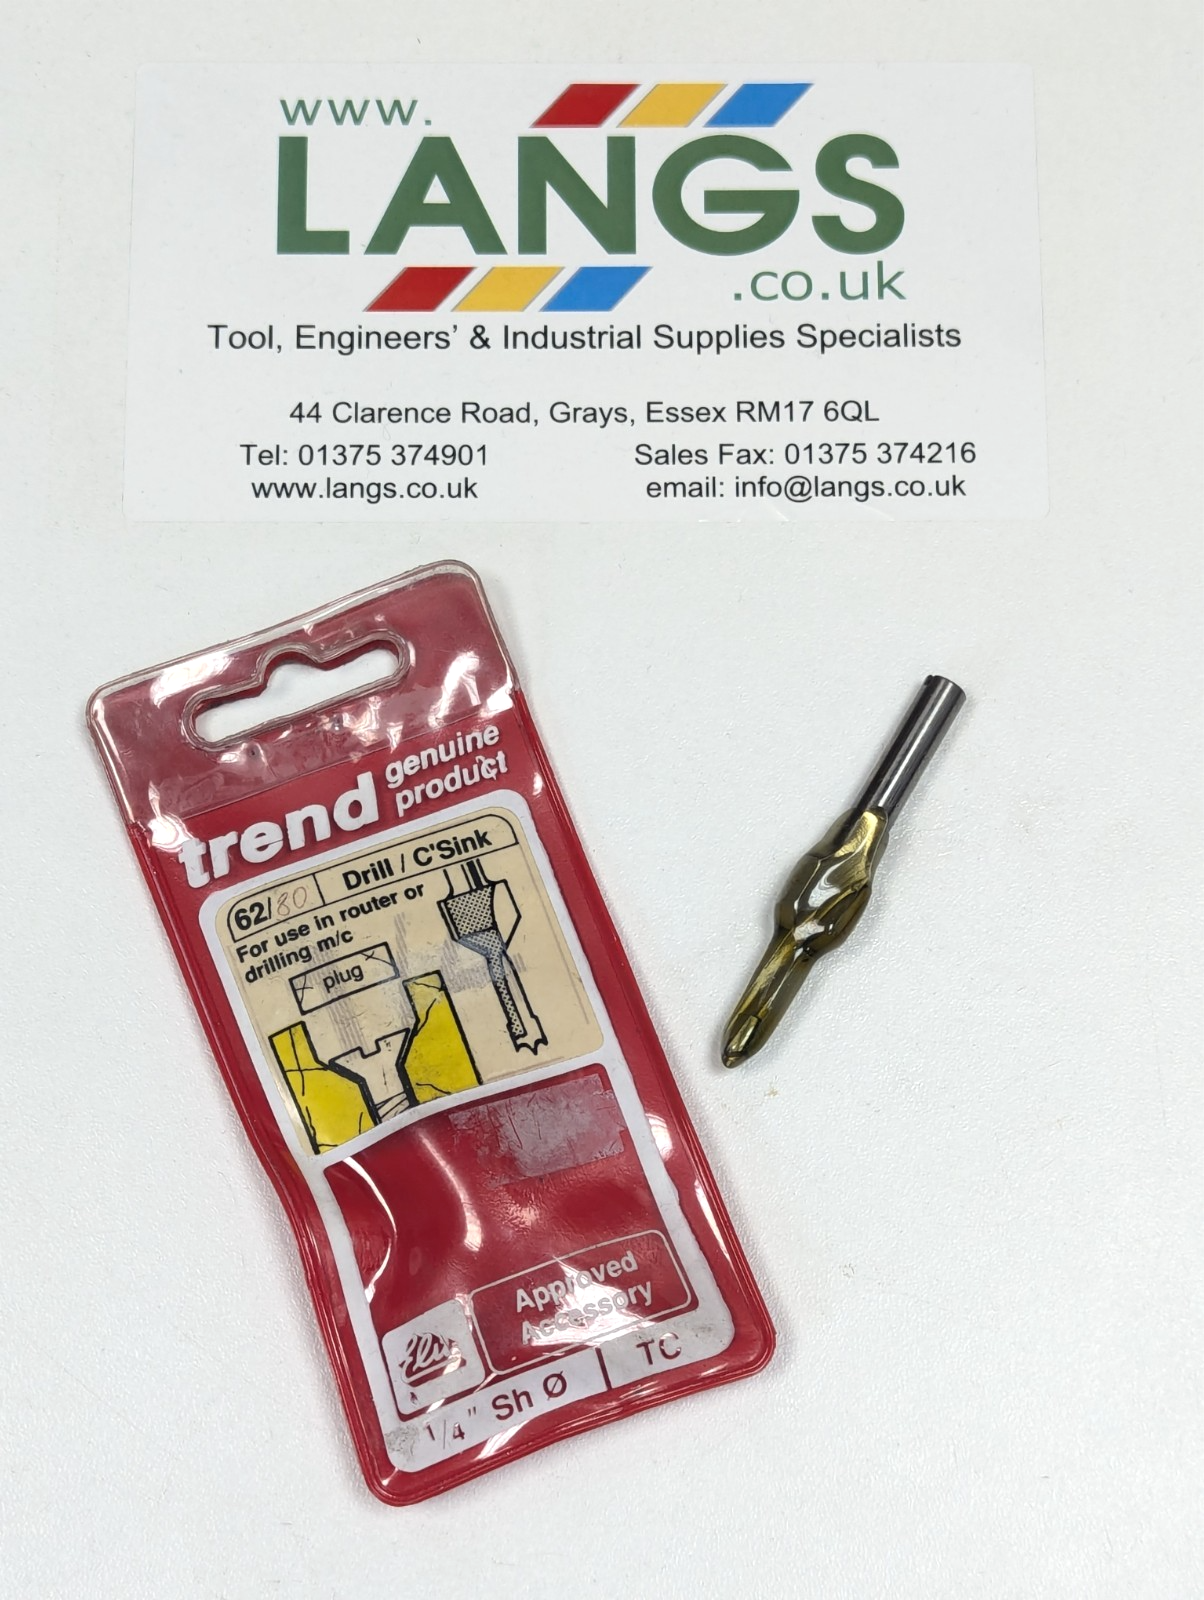 www.
LANGS
.co.uk
Tool, Engineers' & Industrial Supplies Specialists
44 Clarence Road, Grays, Essex RM17 6QL
Tel: 01375 374901
Sales Fax: 01375 374216
www.langs.co.uk
email: info@langs.co.uk
trend genuine
product
62/80 Drill / C'Sink
For use in router or
drilling m/c
plug
Approved
Accessory
Elu
1/4" Sh Ø TC